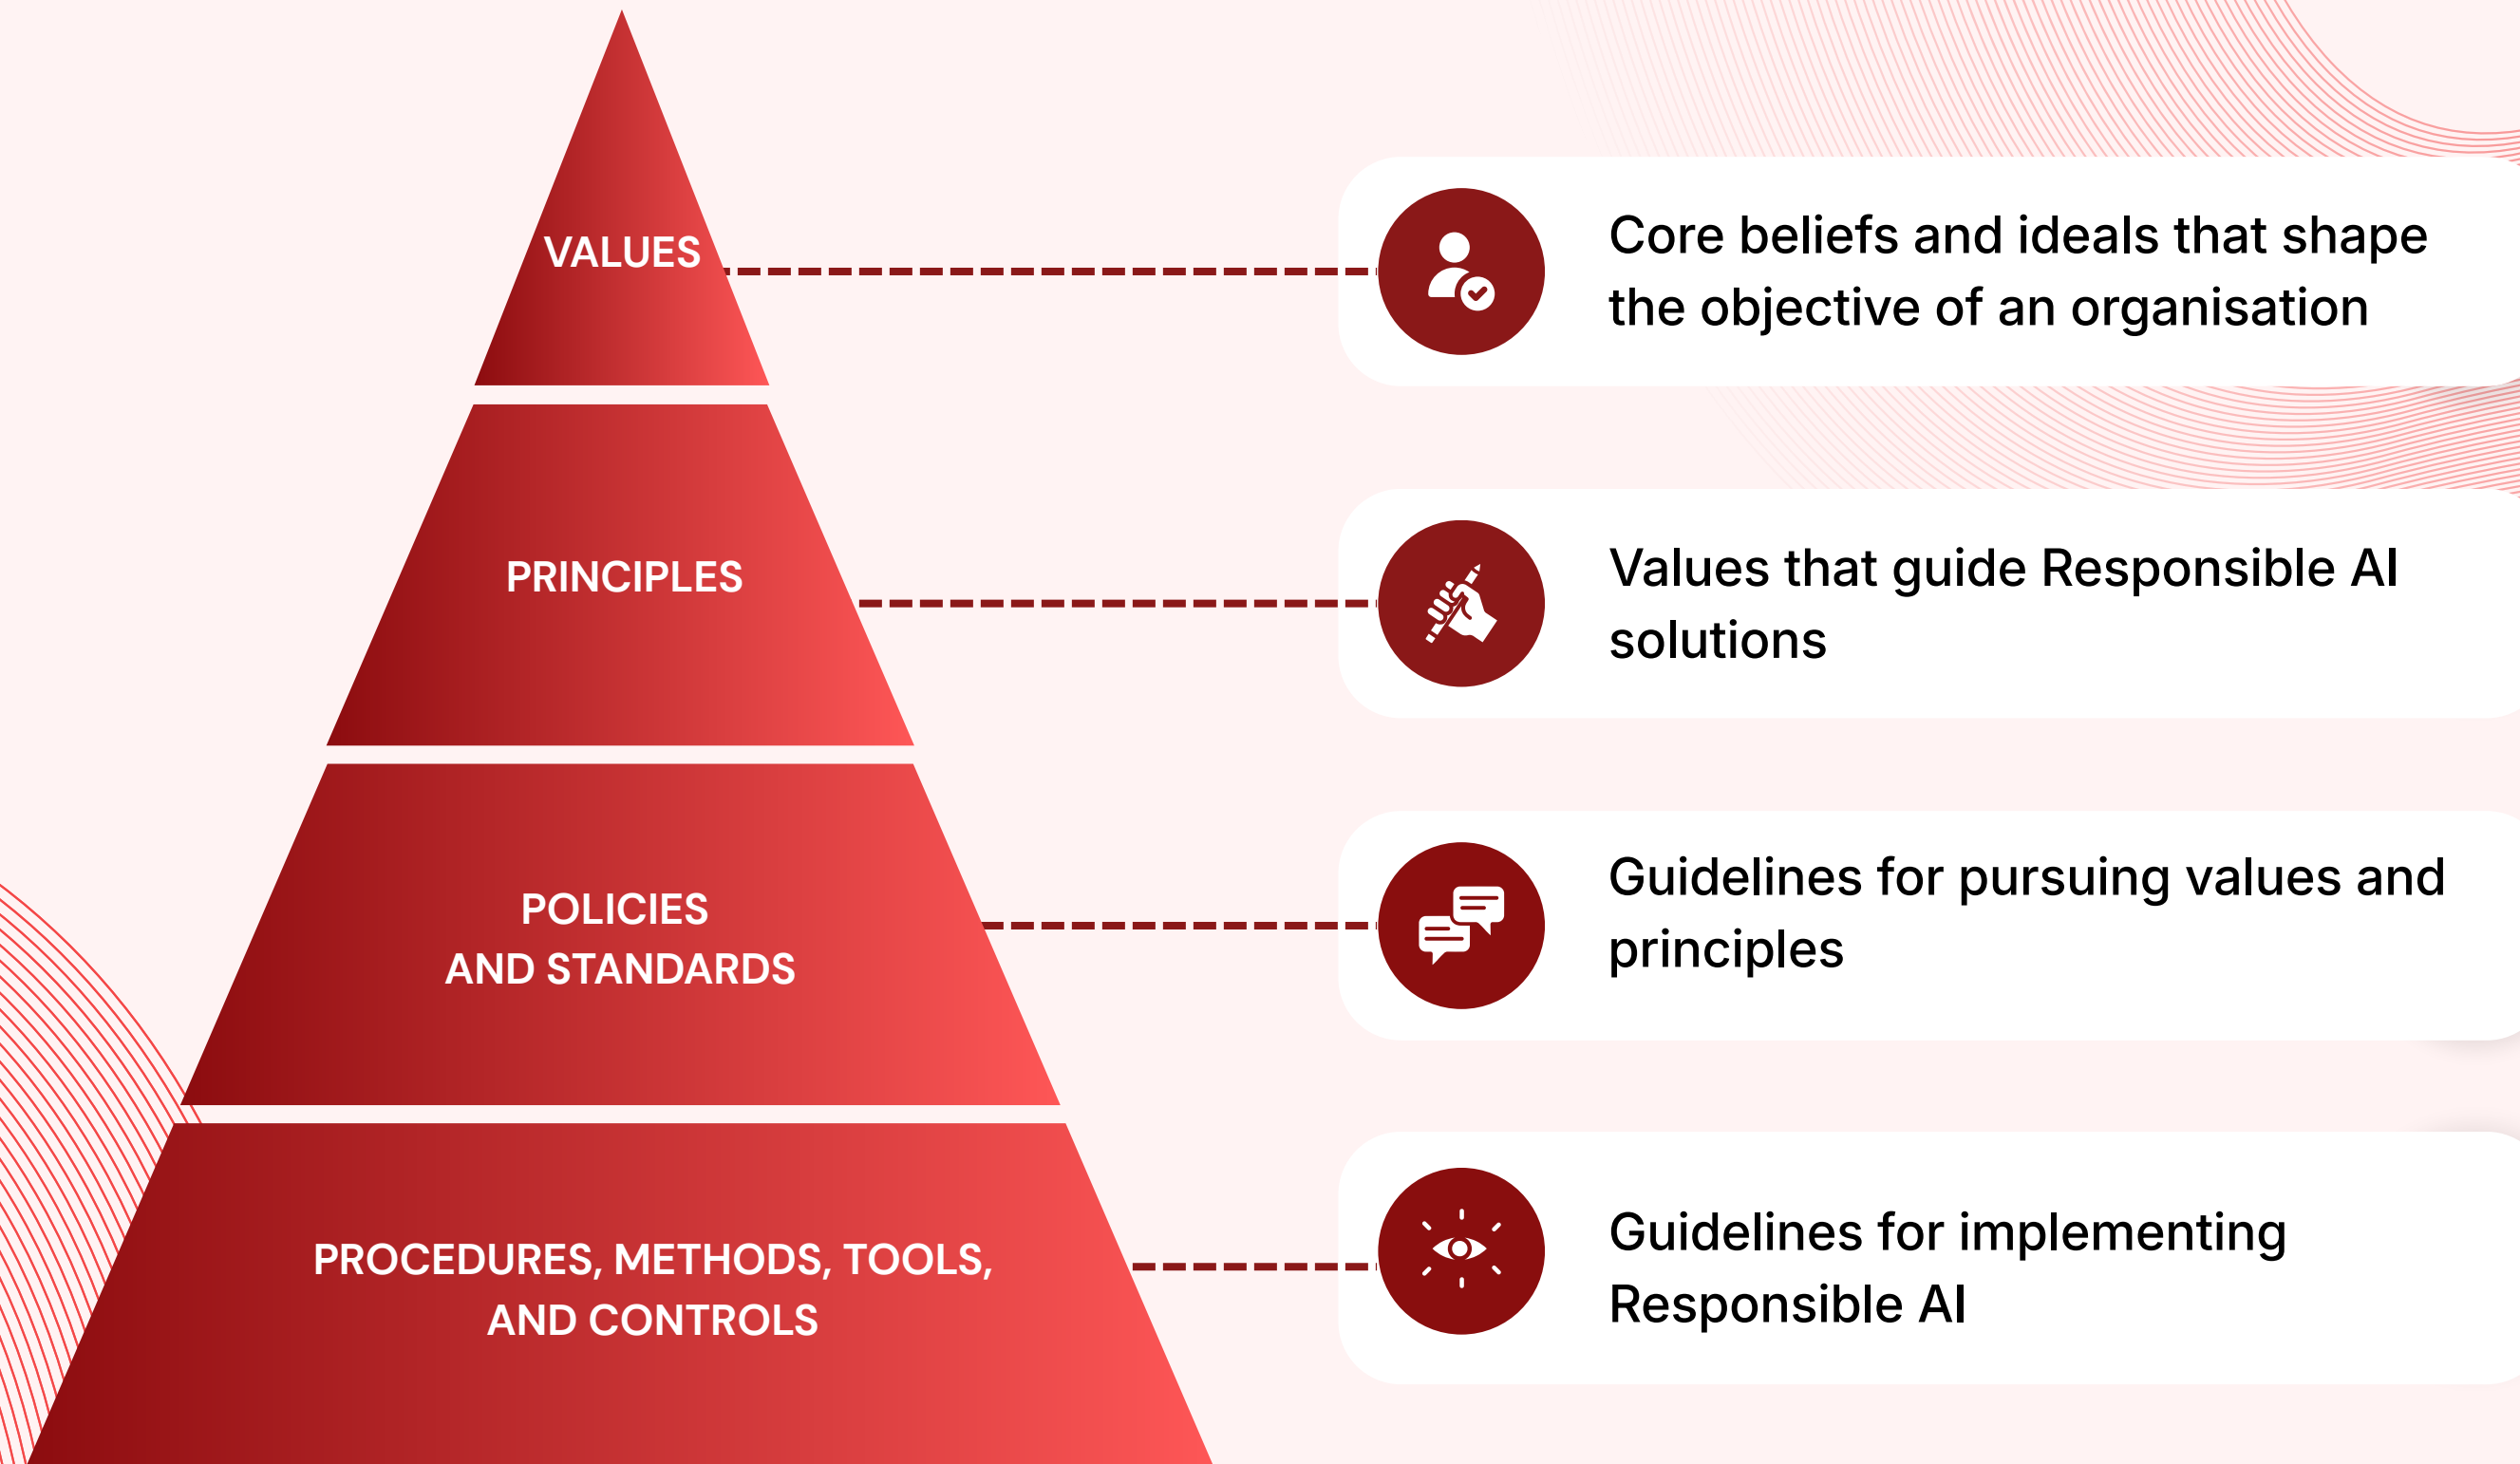 VALUES
Core beliefs and ideals that shape
the objective of an organisation
PRINCIPLES
Values that guide Responsible AI
solutions
POLICIES
AND STANDARDS
Guidelines for pursuing values and
principles
PROCEDURES, METHODS, TOOLS,
AND CONTROLS
Guidelines for implementing
Responsible AI